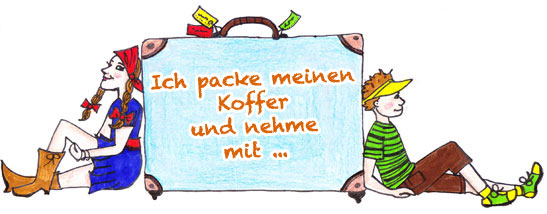 Ich packe meinen
Koffer
und nehme
mit ...